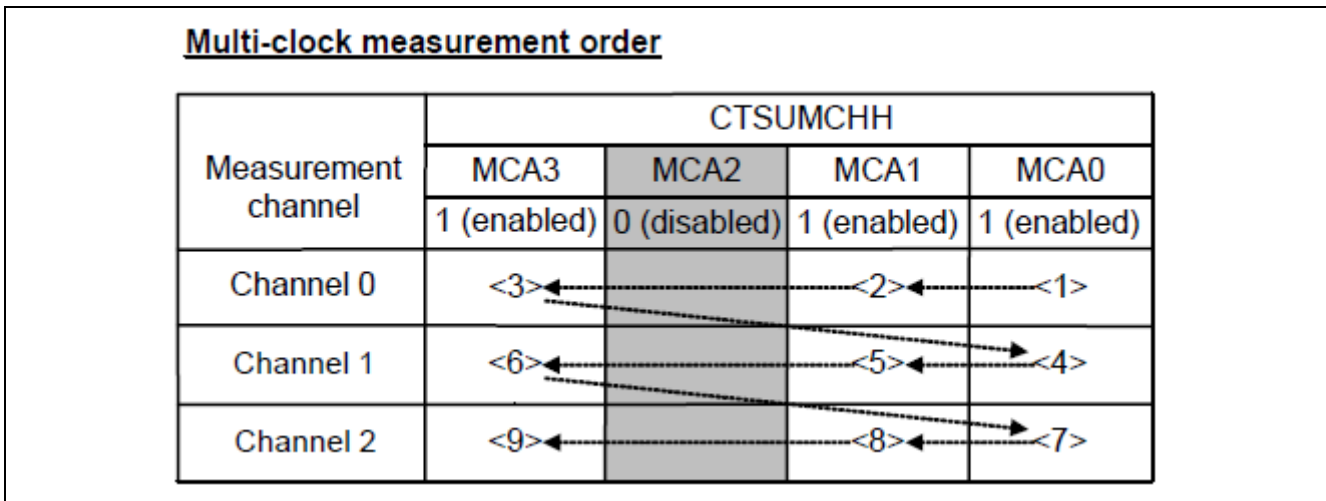 Multi-clock measurement order
CTSUMCHH
Measurement
channel
MCA3 MCA2 MCA1 MCA0
1 (enabled) 0 (disabled) 1 (enabled) 1 (enabled)
Channel 0 <3> <2> <1>
Channel 1 <6> <5> <4>
Channel 2 <9> <8> <7>